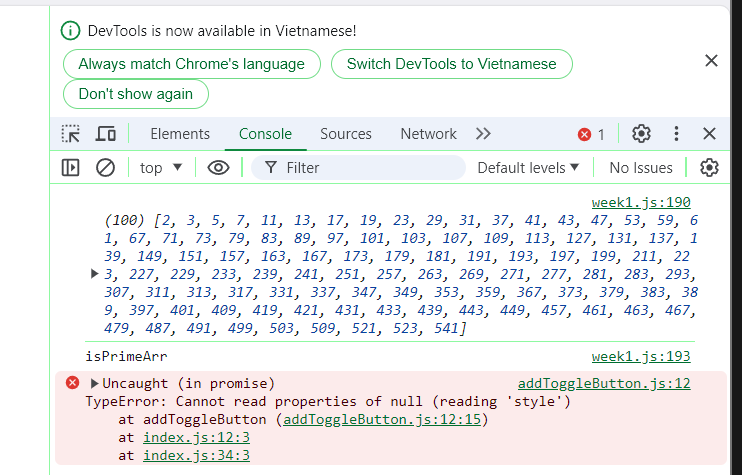 DevTools is now available in Vietnamese!
Always match Chrome's language
Switch DevTools to Vietnamese
Don't show again
Elements Console Sources Network 1
top Filter Default levels No Issues
week1.js:190
(100) [2, 3, 5, 7, 11, 13, 17, 19, 23, 29, 31, 37, 41, 43, 47, 53, 59, 6
1, 67, 71, 73, 79, 83, 89, 97, 101, 103, 107, 109, 113, 127, 131, 137, 1
39, 149, 151, 157, 163, 167, 173, 179, 181, 191, 193, 197, 199, 211, 22
3, 227, 229, 233, 239, 241, 251, 257, 263, 269, 271, 277, 281, 283, 293,
307, 311, 313, 317, 331, 337, 347, 349, 353, 359, 367, 373, 379, 383, 38
9, 397, 401, 409, 419, 421, 431, 433, 439, 443, 449, 457, 461, 463, 467,
479, 487, 491, 499, 503, 509, 521, 523, 541]
isPrimeArr week1.js:193
Uncaught (in promise) addToggleButton.js:12
TypeError: Cannot read properties of null (reading 'style')
at addToggleButton (addToggleButton.js:12:15)
at index.js:12:3
at index.js:34:3